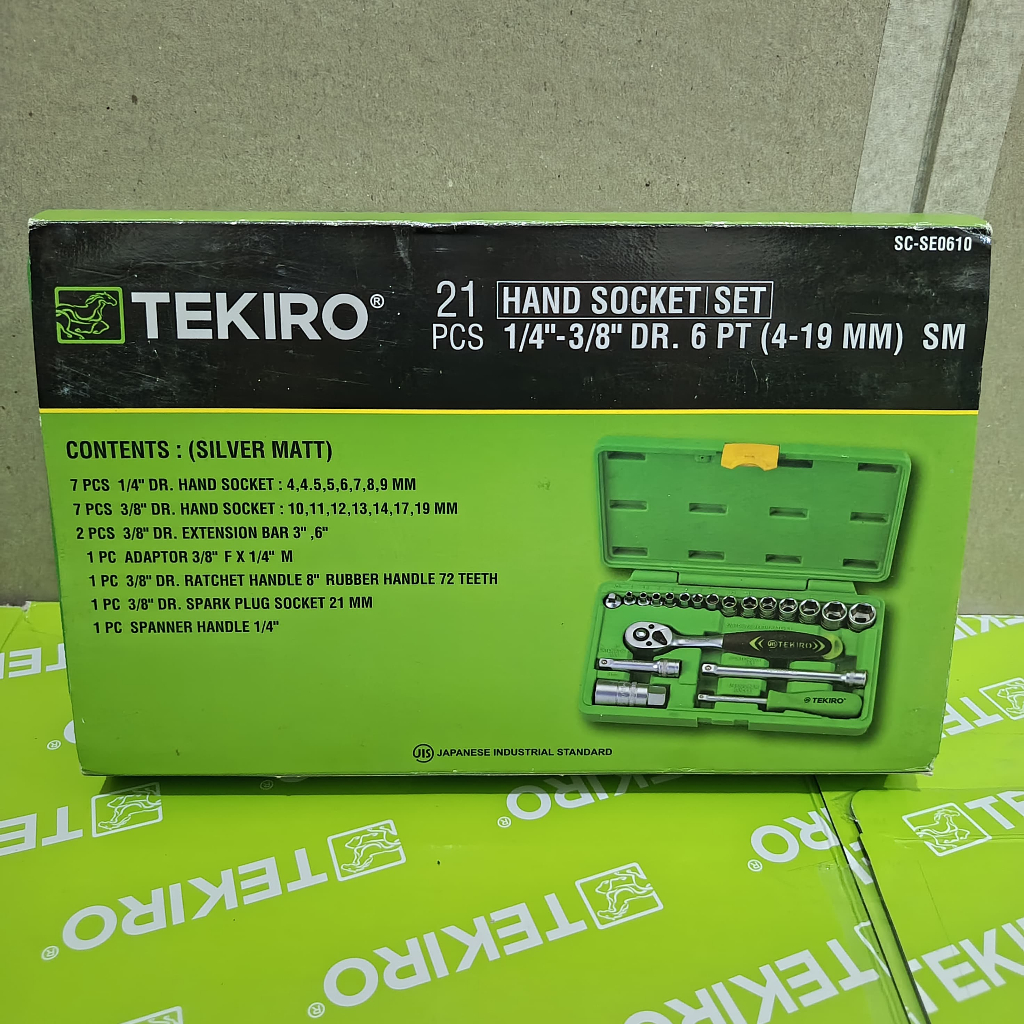 SC-SE0610
TEKIRO®
21 PCS
HAND SOCKET SET
1/4"-3/8" DR. 6 PT (4-19 MM) SM
CONTENTS : (SILVER MATT)
7 PCS 1/4" DR. HAND SOCKET : 4,4.5,5,6,7,8,9 MM
7 PCS 3/8" DR. HAND SOCKET : 10,11,12,13,14,17,19 MM
2 PCS 3/8" DR. EXTENSION BAR 3" ,6"
1 PC ADAPTOR 3/8" F X 1/4" M
1 PC 3/8" DR. RATCHET HANDLE 8" RUBBER HANDLE 72 TEETH
1 PC 3/8" DR. SPARK PLUG SOCKET 21 MM
1 PC SPANNER HANDLE 1/4"
JIS TEKIRO
TEKIRO®
JIS JAPANESE INDUSTRIAL STANDARD
TEKIRO®
TEKIRO®
TEKIRO®
TEKIRO®